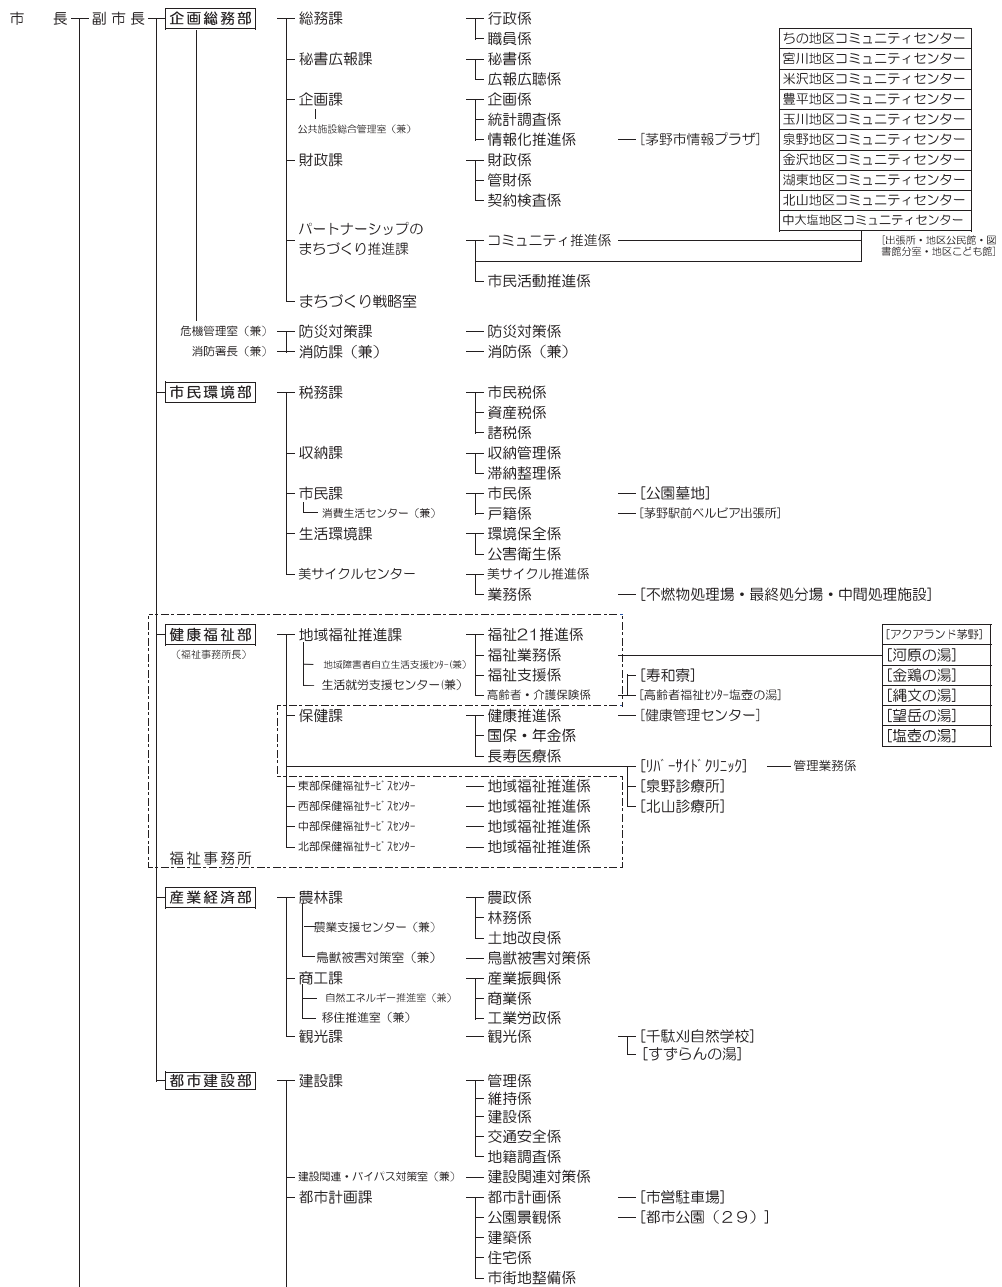 市　長 副市長 企画総務部 総務課 行政係
職員係
ちの地区コミュニティセンター
秘書広報課 秘書係 宮川地区コミュニティセンター
広報広聴係 米沢地区コミュニティセンター
企画課 企画係 豊平地区コミュニティセンター
統計調査係 玉川地区コミュニティセンター
公共施設総合管理室（兼）
情報化推進係 [茅野市情報プラザ] 泉野地区コミュニティセンター
財政課 財政係 金沢地区コミュニティセンター
管財係 湖東地区コミュニティセンター
契約検査係 北山地区コミュニティセンター
中大塩地区コミュニティセンター
パートナーシップの
まちづくり推進課 コミュニティ推進係 [出張所・地区公民館・図
書館分室・地区こども館]
市民活動推進係
まちづくり戦略室
危機管理室（兼） 防災対策課 防災対策係
消防署長（兼） 消防課（兼） 消防係（兼）
市民環境部 税務課 市民税係
資産税係
諸税係
収納課 収納管理係
滞納整理係
市民課 市民係 [公園墓地]
消費生活センター（兼） 戸籍係 [茅野駅前ベルビア出張所]
生活環境課 環境保全係
公害衛生係
美サイクルセンター 美サイクル推進係
業務係 [不燃物処理場・最終処分場・中間処理施設]
健康福祉部 地域福祉推進課 福祉21推進係 [アクアランド茅野]
（福祉事務所長） 福祉業務係 [河原の湯]
地域障害者自立生活支援ｾﾝﾀｰ(兼)
福祉支援係 [寿和寮] [金鶏の湯]
生活就労支援センター(兼)
高齢者・介護保険係 [高齢者福祉ｾﾝﾀｰ塩壺の湯] [縄文の湯]
保健課 健康推進係 [健康管理センター] [望岳の湯]
国保・年金係 [塩壺の湯]
長寿医療係
[ﾘﾊﾞｰｻｲﾄﾞｸﾘﾆｯｸ] 管理業務係
東部保健福祉ｻｰﾋﾞｽｾﾝﾀｰ 地域福祉推進係 [泉野診療所]
西部保健福祉ｻｰﾋﾞｽｾﾝﾀｰ 地域福祉推進係 [北山診療所]
中部保健福祉ｻｰﾋﾞｽｾﾝﾀｰ 地域福祉推進係
北部保健福祉ｻｰﾋﾞｽｾﾝﾀｰ 地域福祉推進係
福祉事務所
産業経済部 農林課 農政係
林務係
農業支援センター（兼）
土地改良係
鳥獣被害対策室（兼） 鳥獣被害対策係
商工課 産業振興係
自然エネルギー推進室（兼） 商業係
移住推進室（兼） 工業労政係
観光課 観光係 [千駄刈自然学校]
[すずらんの湯]
都市建設部 建設課 管理係
維持係
建設係
交通安全係
地籍調査係
建設関連・バイパス対策室（兼） 建設関連対策係
都市計画課 都市計画係 [市営駐車場]
公園景観係 [都市公園（２９）]
建築係
住宅係
市街地整備係